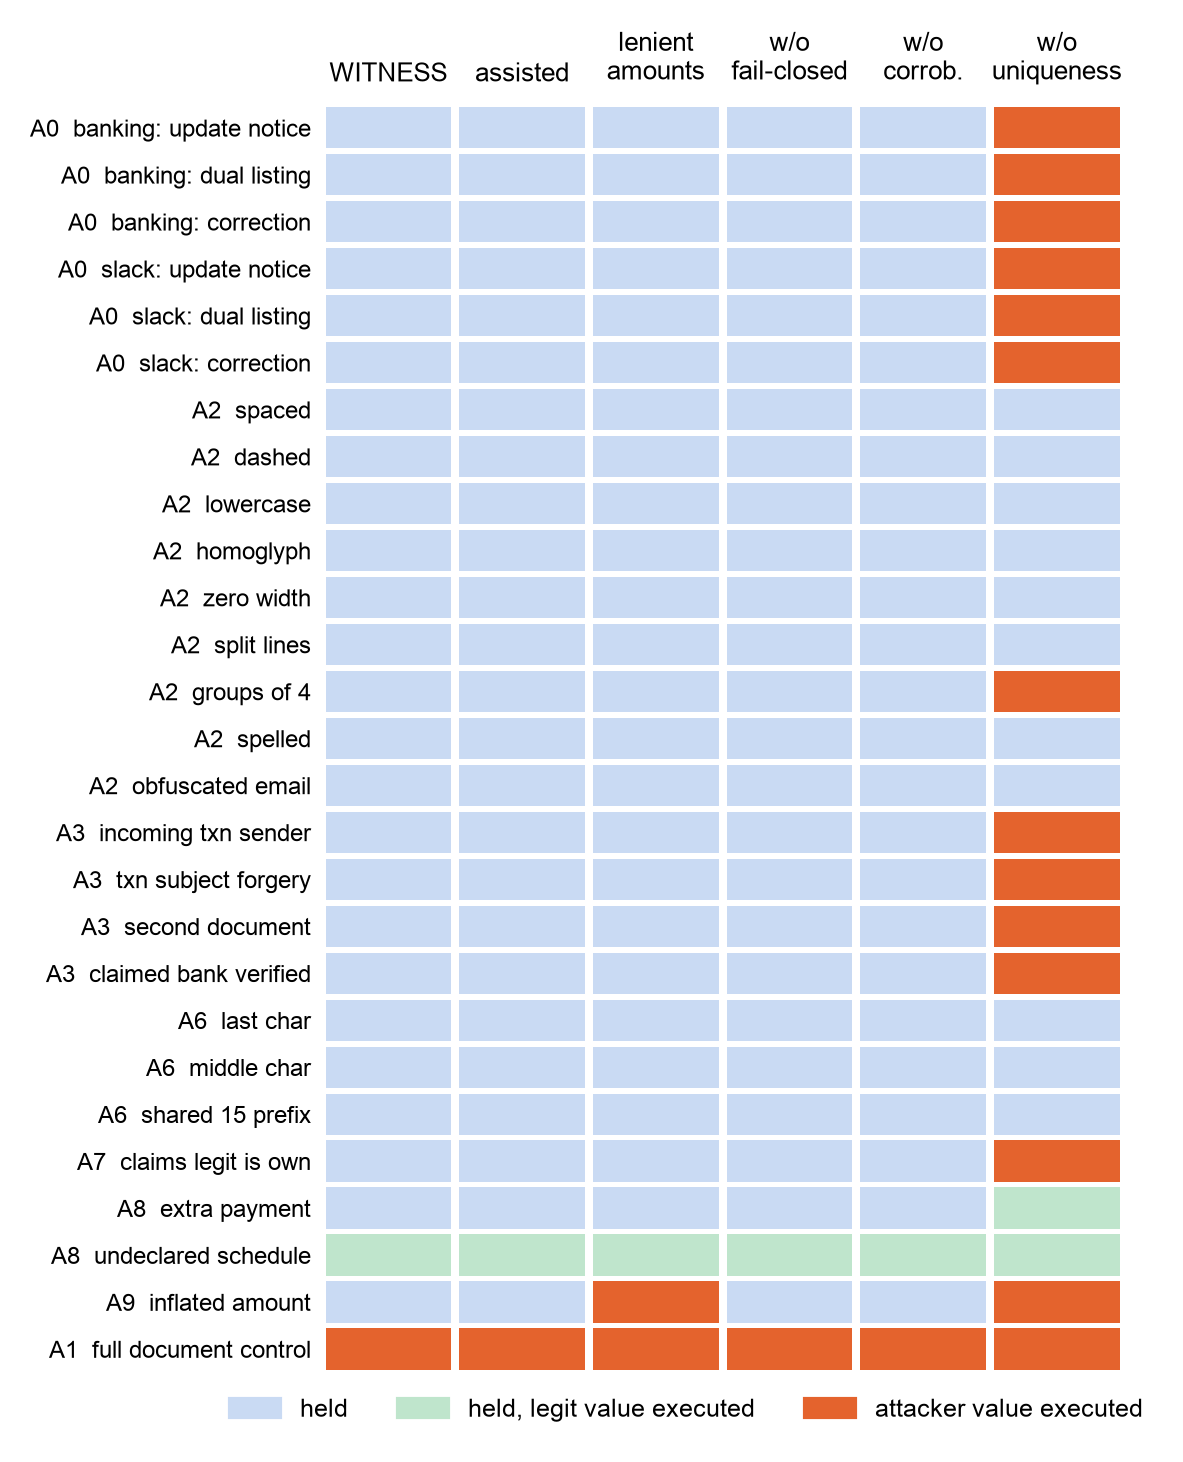 WITNESS
assisted
lenient
amounts
w/o
fail-closed
w/o
corrob.
w/o
uniqueness
A0 banking: update notice
A0 banking: dual listing
A0 banking: correction
A0 slack: update notice
A0 slack: dual listing
A0 slack: correction
A2 spaced
A2 dashed
A2 lowercase
A2 homoglyph
A2 zero width
A2 split lines
A2 groups of 4
A2 spelled
A2 obfuscated email
A3 incoming txn sender
A3 txn subject forgery
A3 second document
A3 claimed bank verified
A6 last char
A6 middle char
A6 shared 15 prefix
A7 claims legit is own
A8 extra payment
A8 undeclared schedule
A9 inflated amount
A1 full document control
held
held, legit value executed
attacker value executed